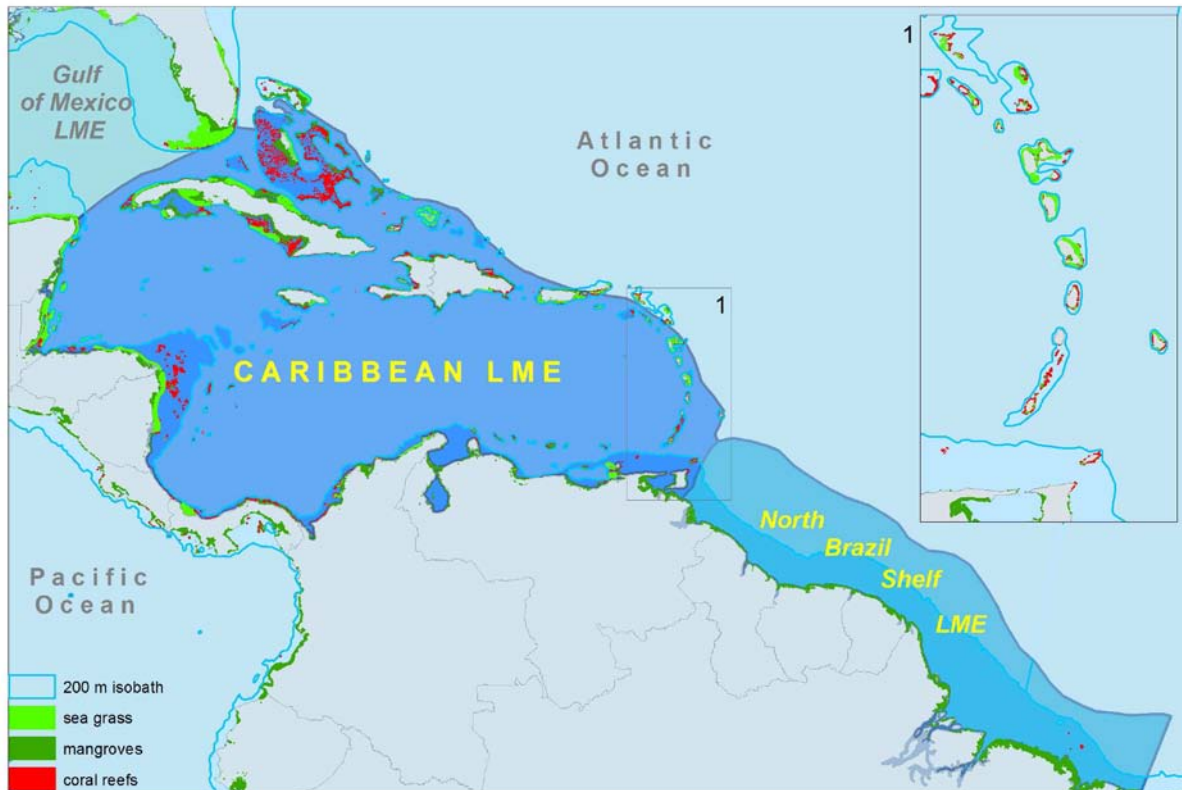 Gulf
of Mexico
LME
Atlantic
Ocean
1
1
CARIBBEAN LME
North
Brazil
Shelf
LME
Pacific
Ocean
200 m isobath
sea grass
mangroves
coral reefs